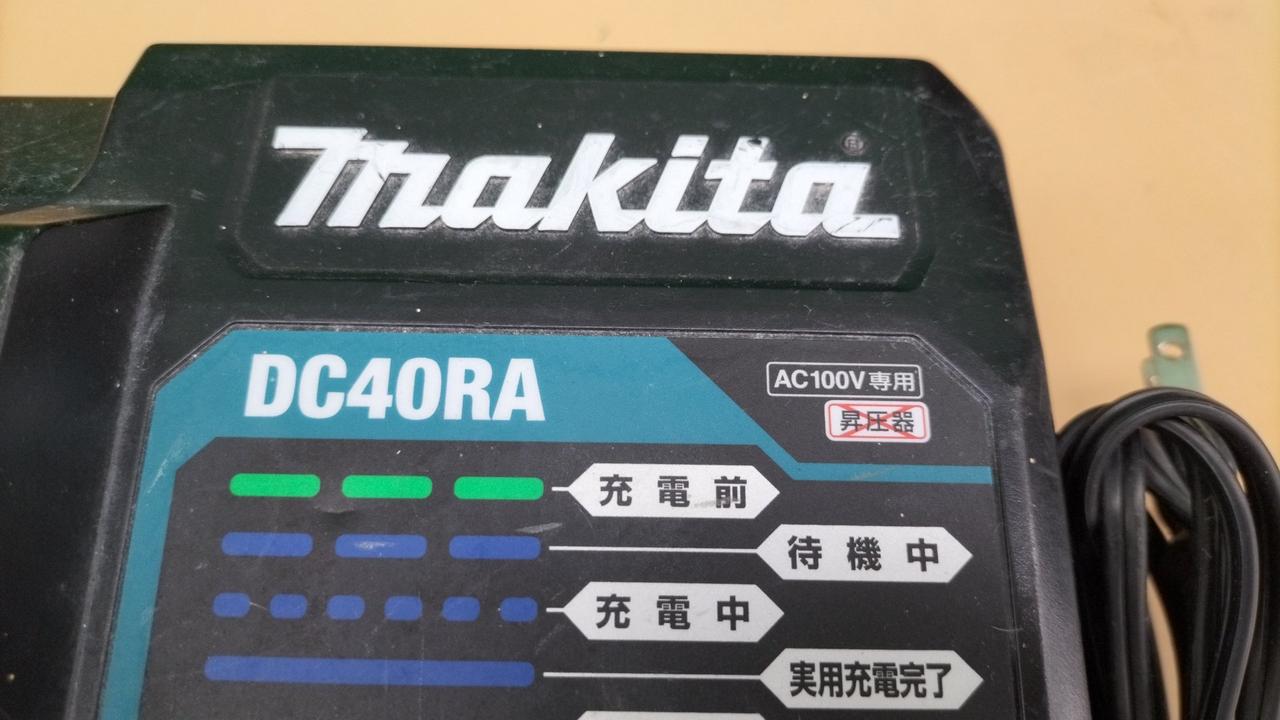 makita®
DC40RA
AC100V専用
昇圧器
充電前
待機中
充電中
実用充電完了